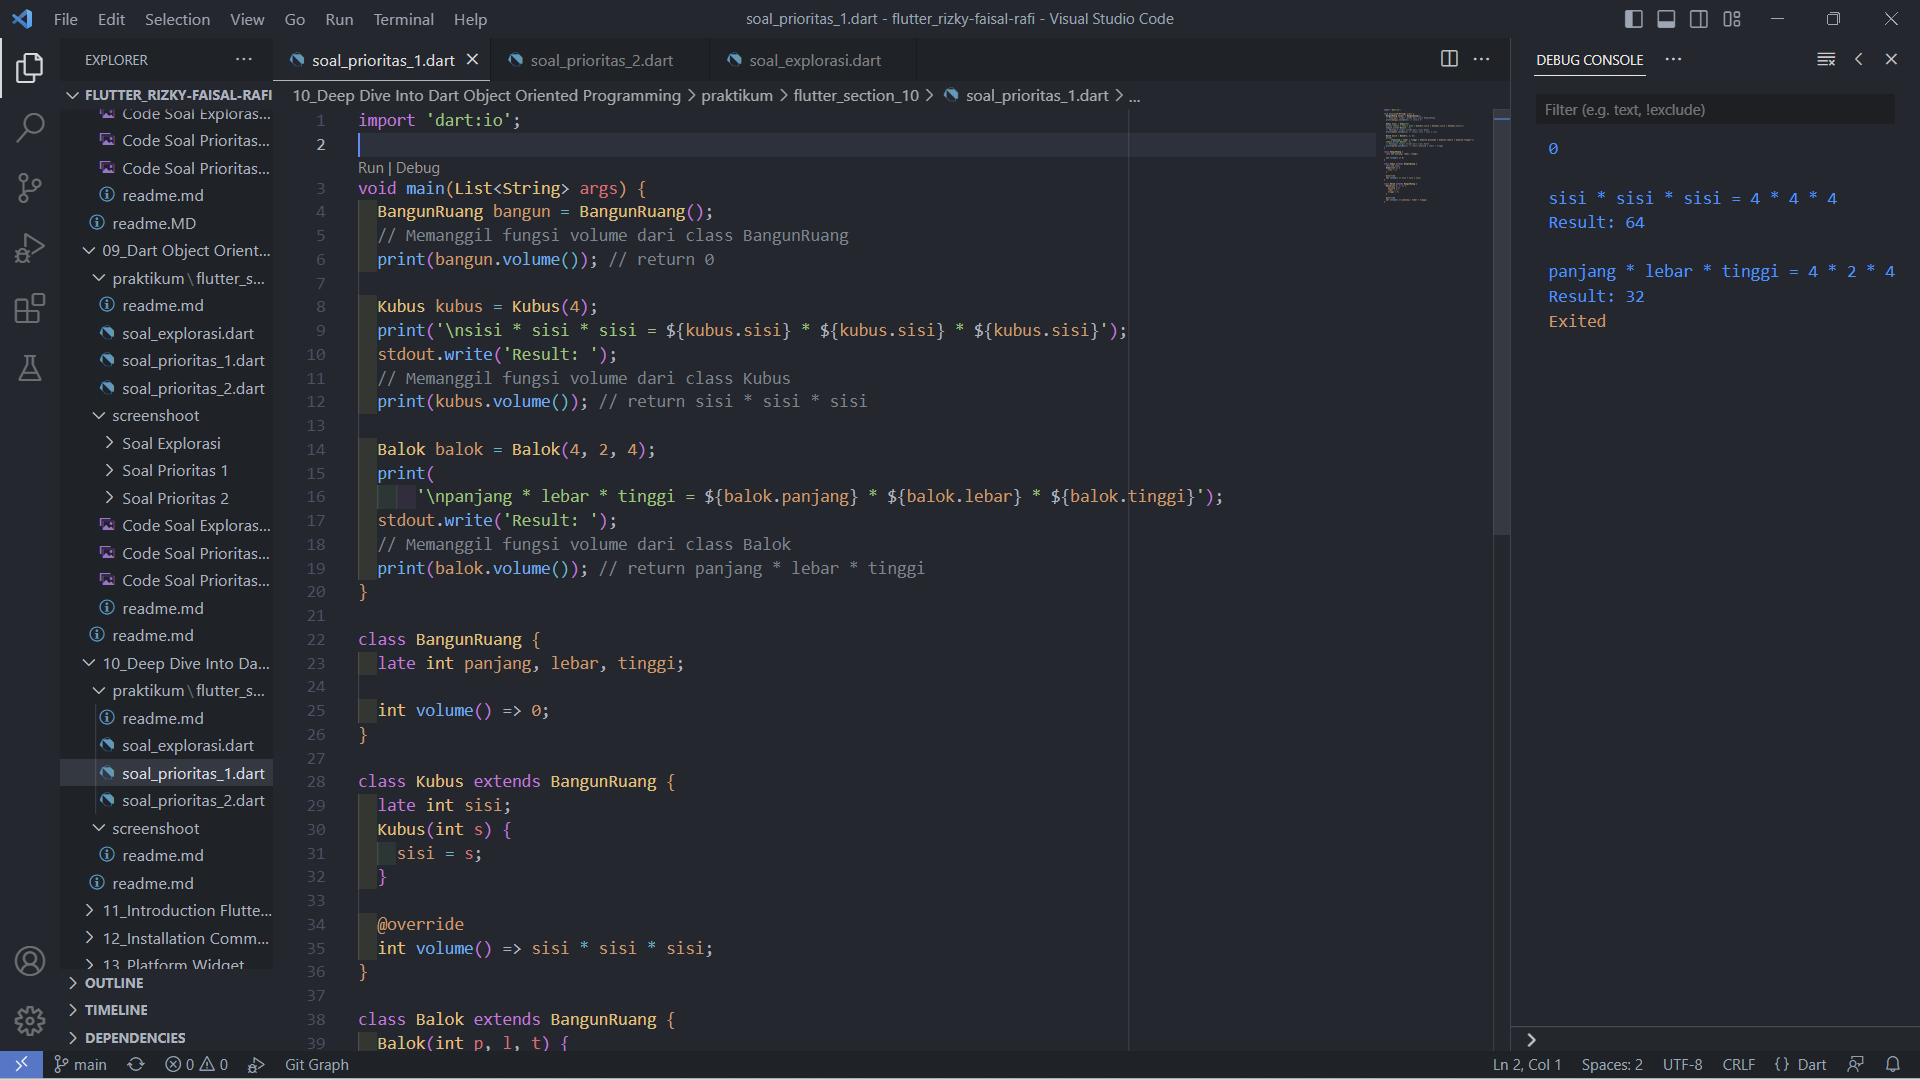 File Edit Selection View Go Run Terminal Help
soal_prioritas_1.dart - flutter_rizky-faisal-rafi - Visual Studio Code
EXPLORER
FLUTTER_RIZKY-FAISAL-RAFI
Code Soal Exploras...
Code Soal Prioritas...
Code Soal Prioritas...
readme.md
readme.MD
09_Dart Object Orient...
praktikum\flutter_s...
readme.md
soal_explorasi.dart
soal_prioritas_1.dart
soal_prioritas_2.dart
screenshoot
Soal Explorasi
Soal Prioritas 1
Soal Prioritas 2
Code Soal Exploras...
Code Soal Prioritas...
Code Soal Prioritas...
readme.md
readme.md
10_Deep Dive Into Da...
praktikum\flutter_s...
readme.md
soal_explorasi.dart
soal_prioritas_1.dart
soal_prioritas_2.dart
screenshoot
readme.md
readme.md
11_Introduction Flutte...
12_Installation Comm...
13_Platform Widget
OUTLINE
TIMELINE
DEPENDENCIES
soal_prioritas_1.dart soal_prioritas_2.dart soal_explorasi.dart
10_Deep Dive Into Dart Object Oriented Programming > praktikum > flutter_section_10 > soal_prioritas_1.dart > ...
1 import 'dart:io';
2
Run | Debug
3 void main(List<String> args) {
4 BangunRuang bangun = BangunRuang();
5 // Memanggil fungsi volume dari class BangunRuang
6 print(bangun.volume()); // return 0
7
8 Kubus kubus = Kubus(4);
9 print('\nsisi * sisi * sisi = ${kubus.sisi} * ${kubus.sisi} * ${kubus.sisi}');
10 stdout.write('Result: ');
11 // Memanggil fungsi volume dari class Kubus
12 print(kubus.volume()); // return sisi * sisi * sisi
13
14 Balok balok = Balok(4, 2, 4);
15 print(
16 '\npanjang * lebar * tinggi = ${balok.panjang} * ${balok.lebar} * ${balok.tinggi}');
17 stdout.write('Result: ');
18 // Memanggil fungsi volume dari class Balok
19 print(balok.volume()); // return panjang * lebar * tinggi
20 }
21
22 class BangunRuang {
23 late int panjang, lebar, tinggi;
24
25 int volume() => 0;
26 }
27
28 class Kubus extends BangunRuang {
29 late int sisi;
30 Kubus(int s) {
31 sisi = s;
32 }
33
34 @override
35 int volume() => sisi * sisi * sisi;
36 }
37
38 class Balok extends BangunRuang {
39 Balok(int p, l, t) {
DEBUG CONSOLE
Filter (e.g. text, !exclude)
0
sisi * sisi * sisi = 4 * 4 * 4
Result: 64
panjang * lebar * tinggi = 4 * 2 * 4
Result: 32
Exited
main 0 0 Git Graph
Ln 2, Col 1 Spaces: 2 UTF-8 CRLF {} Dart